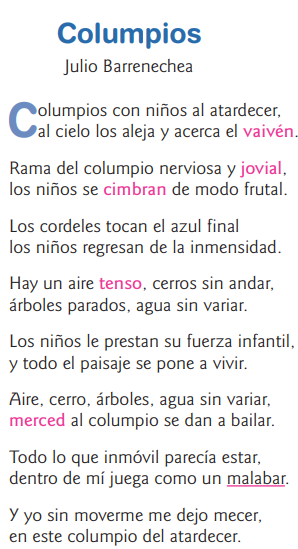 Columpios
Julio Barrenechea
Columpios con niños al atardecer,
al cielo los aleja y acerca el vaivén.
Rama del columpio nerviosa y jovial,
los niños se cimbran de modo frutal.
Los cordeles tocan el azul final
los niños regresan de la inmensidad.
Hay un aire tenso, cerros sin andar,
árboles parados, agua sin variar.
Los niños le prestan su fuerza infantil,
y todo el paisaje se pone a vivir.
Aire, cerro, árboles, agua sin variar,
merced al columpio se dan a bailar.
Todo lo que inmóvil parecía estar,
dentro de mí juega como un malabar.
Y yo sin moverme me dejo mecer,
en este columpio del atardecer.